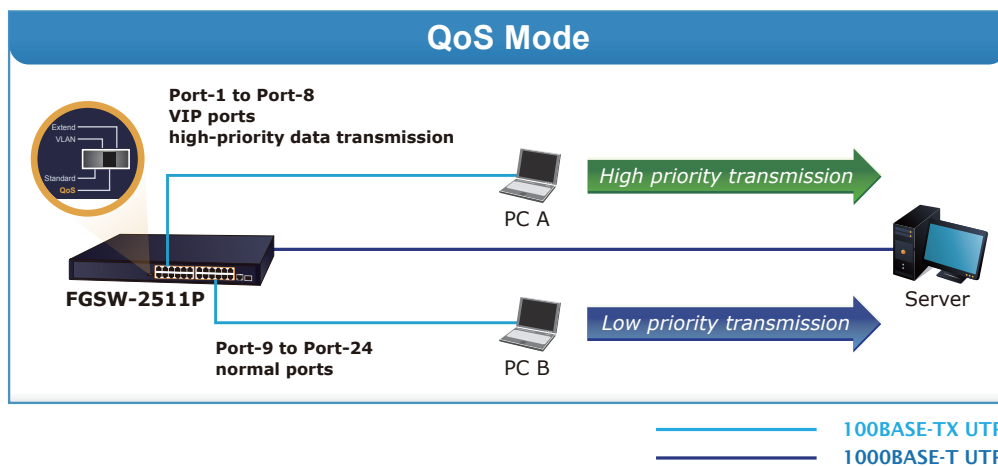 QoS Mode
Port-1 to Port-8
VIP ports
high-priority data transmission
Extend
VLAN
Standard
QoS
High priority transmission
PC A
FGSW-2511P
Server
Low priority transmission
Port-9 to Port-24
normal ports
PC B
100BASE-TX UTP
1000BASE-T UTP